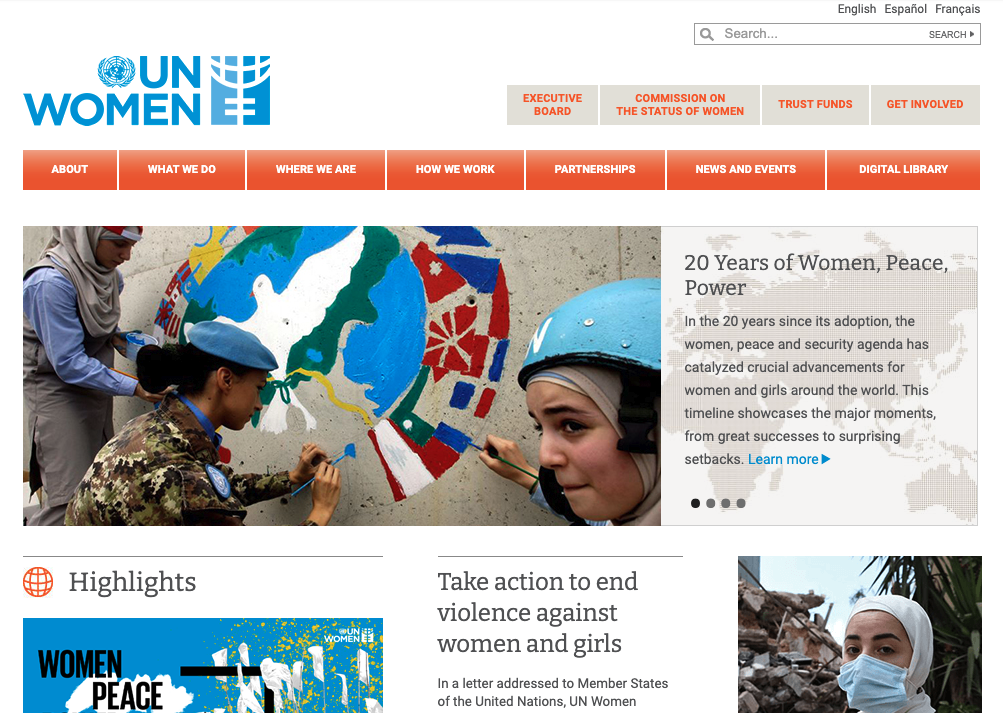 English Español Français
Search...
SEARCH
UN
WOMEN
EXECUTIVE
BOARD
COMMISSION ON
THE STATUS OF WOMEN
TRUST FUNDS
GET INVOLVED
ABOUT
WHAT WE DO
WHERE WE ARE
HOW WE WORK
PARTNERSHIPS
NEWS AND EVENTS
DIGITAL LIBRARY
20 Years of Women, Peace,
Power
In the 20 years since its adoption, the
women, peace and security agenda has
catalyzed crucial advancements for
women and girls around the world. This
timeline showcases the major moments,
from great successes to surprising
setbacks. Learn more
Highlights
UN
WOMEN
WOMEN
PEACE
Take action to end
violence against
women and girls
In a letter addressed to Member States
of the United Nations, UN Women